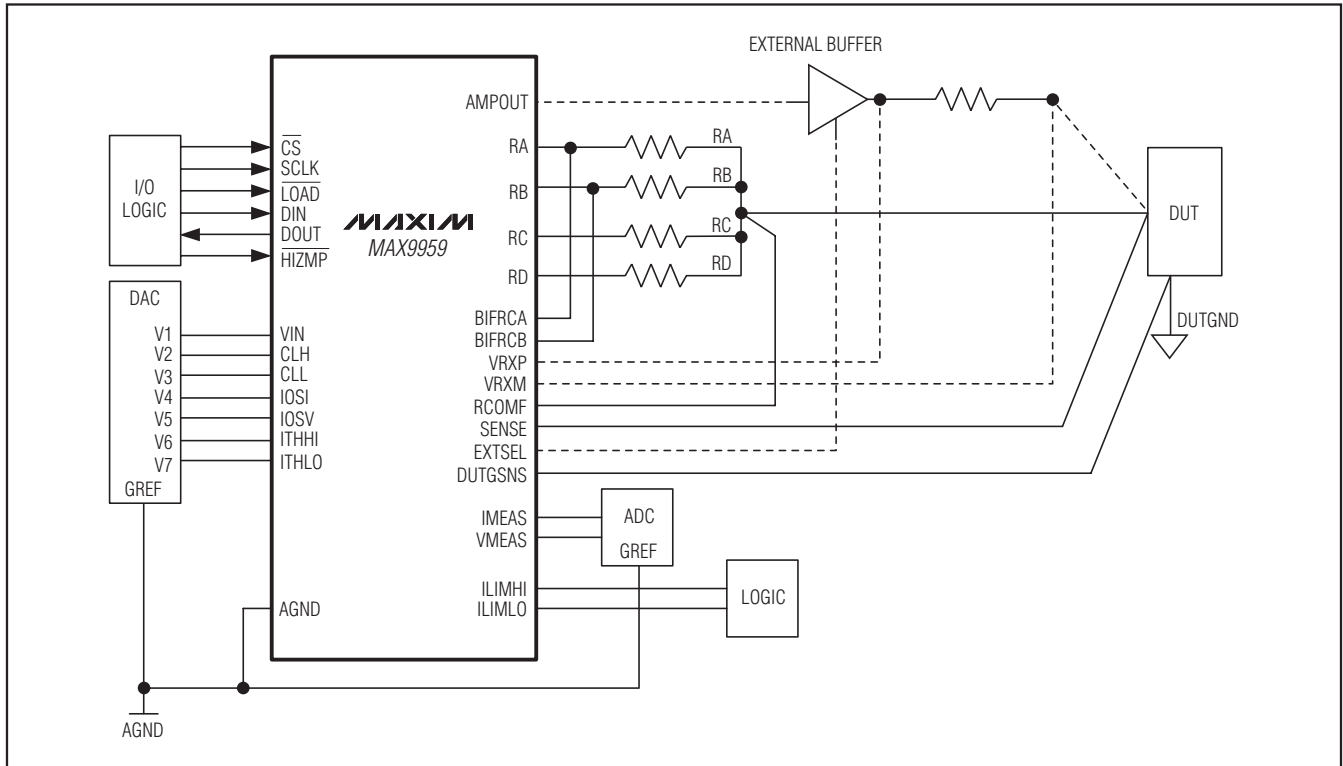 EXTERNAL BUFFER
AMPOUT
I/O
LOGIC
CS
SCLK
LOAD
DIN
DOUT
HIZMP
MAXIM
MAX9959
RA
RB
RC
RD
RA
RB
RC
RD
DUT
DUTGND
DAC
V1
V2
V3
V4
V5
V6
V7
GREF
VIN
CLH
CLL
IOSI
IOSV
ITHHI
ITHLO
BIFRCA
BIFRCB
VRXP
VRXM
RCOMF
SENSE
EXTSEL
DUTGSNS
IMEAS
VMEAS
ADC
GREF
ILIMHI
ILIMLO
LOGIC
AGND
AGND